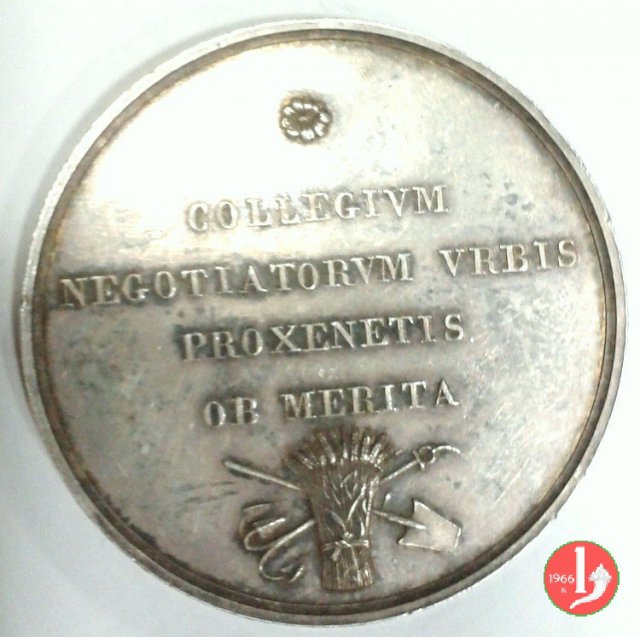 COLLEGIVM
NEGOTIATORVM VRBIS
PROXENETIS
OB MERITA
1966